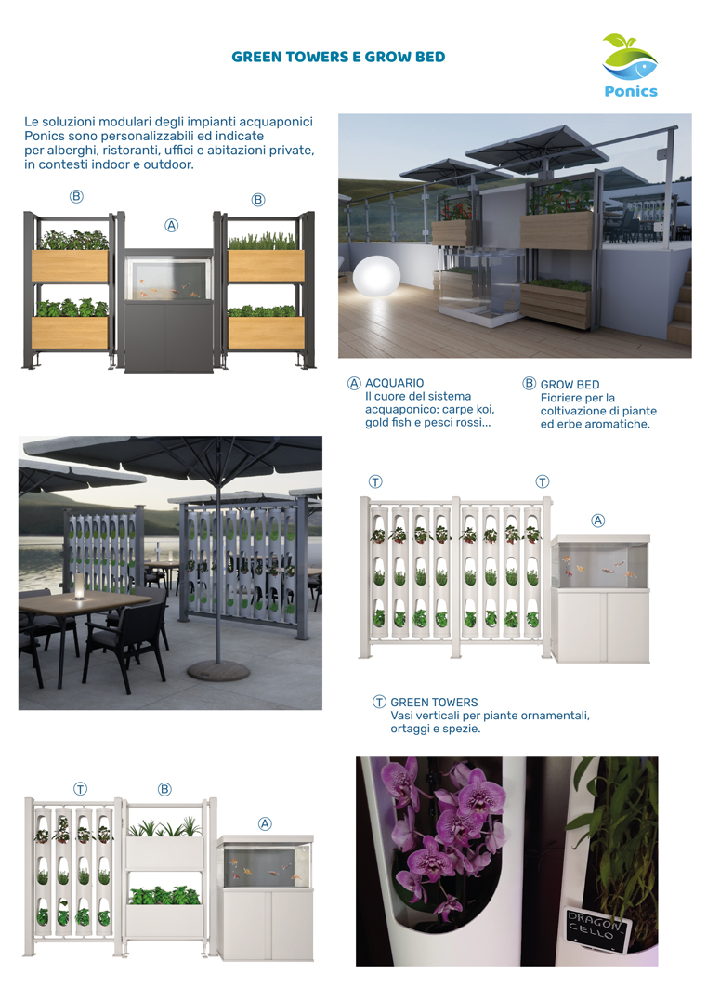 GREEN TOWERS E GROW BED
Ponics
Le soluzioni modulari degli impianti acquaponici
Ponics sono personalizzabili ed indicate
per alberghi, ristoranti, uffici e abitazioni private,
in contesti indoor e outdoor.
B
A
B
A ACQUARIO
Il cuore del sistema
acquaponico: carpe koi,
gold fish e pesci rossi...
B GROW BED
Fioriere per la
coltivazione di piante
ed erbe aromatiche.
T
T
A
T GREEN TOWERS
Vasi verticali per piante ornamentali,
ortaggi e spezie.
T
B
A
DRAGON-
CELLO